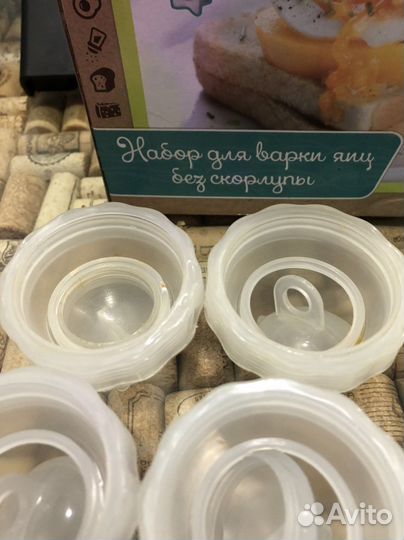 Набор для варки яиц
без скорлупы
Avito